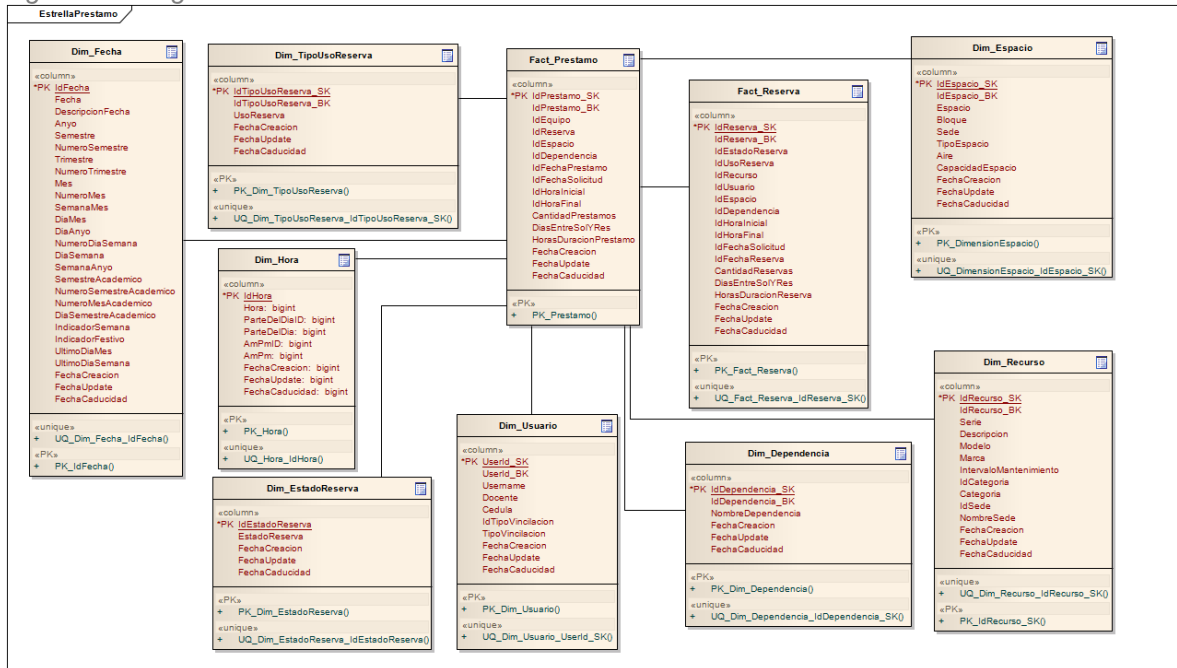 EstrellaPrestamo
Dim_Fecha
«column»
*PK IdFecha
Fecha
DescripcionFecha
Anyo
Semestre
NumeroSemestre
Trimestre
NumeroTrimestre
Mes
NumeroMes
SemanaMes
DiaMes
DiaAnyo
NumeroDiaSemana
DiaSemana
SemanaAnyo
SemestreAcademico
NumeroSemestreAcademico
NumeroMesAcademico
DiaSemestreAcademico
IndicadorSemana
IndicadorFestivo
UltimoDiaMes
UltimoDiaSemana
FechaCreacion
FechaUpdate
FechaCaducidad
«unique»
+ UQ_Dim_Fecha_IdFecha()
«PK»
+ PK_IdFecha()
Dim_TipoUsoReserva
«column»
*PK IdTipoUsoReserva_SK
IdTipoUsoReserva_BK
UsoReserva
FechaCreacion
FechaUpdate
FechaCaducidad
«PK»
+ PK_Dim_TipoUsoReserva()
«unique»
+ UQ_Dim_TipoUsoReserva_IdTipoUsoReserva_SK()
Dim_Hora
«column»
*PK IdHora
Hora: bigint
ParteDelDiaID: bigint
ParteDelDia: bigint
AmPmID: bigint
AmPm: bigint
FechaCreacion: bigint
FechaUpdate: bigint
FechaCaducidad: bigint
«PK»
+ PK_Hora()
«unique»
+ UQ_Hora_IdHora()
Dim_EstadoReserva
«column»
*PK IdEstadoReserva
EstadoReserva
FechaCreacion
FechaUpdate
FechaCaducidad
«PK»
+ PK_Dim_EstadoReserva()
«unique»
+ UQ_Dim_EstadoReserva_IdEstadoReserva()
Fact_Prestamo
«column»
*PK IdPrestamo_SK
IdPrestamo_BK
IdEquipo
IdReserva
IdEspacio
IdDependencia
IdFechaPrestamo
IdFechaSolicitud
IdHoraInicial
IdHoraFinal
CantidadPrestamos
DiasEntreSolYRes
HorasDuracionPrestamo
FechaCreacion
FechaUpdate
FechaCaducidad
«PK»
+ PK_Prestamo()
Dim_Usuario
«column»
*PK UserId_SK
UserId_BK
Username
Docente
Cedula
IdTipoVincilacion
TipoVincilacion
FechaCreacion
FechaUpdate
FechaCaducidad
«PK»
+ PK_Dim_Usuario()
«unique»
+ UQ_Dim_Usuario_UserId_SK()
Fact_Reserva
«column»
*PK IdReserva_SK
IdReserva_BK
IdEstadoReserva
IdUsoReserva
IdRecurso
IdUsuario
IdEspacio
IdDependencia
IdHoraInicial
IdHoraFinal
IdFechaSolicitud
IdFechaReserva
CantidadReservas
DiasEntreSolYRes
HorasDuracionReserva
FechaCreacion
FechaUpdate
FechaCaducidad
«PK»
+ PK_Fact_Reserva()
«unique»
+ UQ_Fact_Reserva_IdReserva_SK()
Dim_Dependencia
«column»
*PK IdDependencia_SK
IdDependencia_BK
NombreDependencia
FechaCreacion
FechaUpdate
FechaCaducidad
«PK»
+ PK_Dim_Dependencia()
«unique»
+ UQ_Dim_Dependencia_IdDependencia_SK()
Dim_Espacio
«column»
*PK IdEspacio_SK
IdEspacio_BK
Espacio
Bloque
Sede
TipoEspacio
Aire
CapacidadEspacio
FechaCreacion
FechaUpdate
FechaCaducidad
«PK»
+ PK_DimensionEspacio()
«unique»
+ UQ_DimensionEspacio_IdEspacio_SK()
Dim_Recurso
«column»
*PK IdRecurso_SK
IdRecurso_BK
Serie
Descripcion
Modelo
Marca
IntervaloMantenimiento
IdCategoria
Categoria
IdSede
NombreSede
FechaCreacion
FechaUpdate
FechaCaducidad
«unique»
+ UQ_Dim_Recurso_IdRecurso_SK()
«PK»
+ PK_IdRecurso_SK()